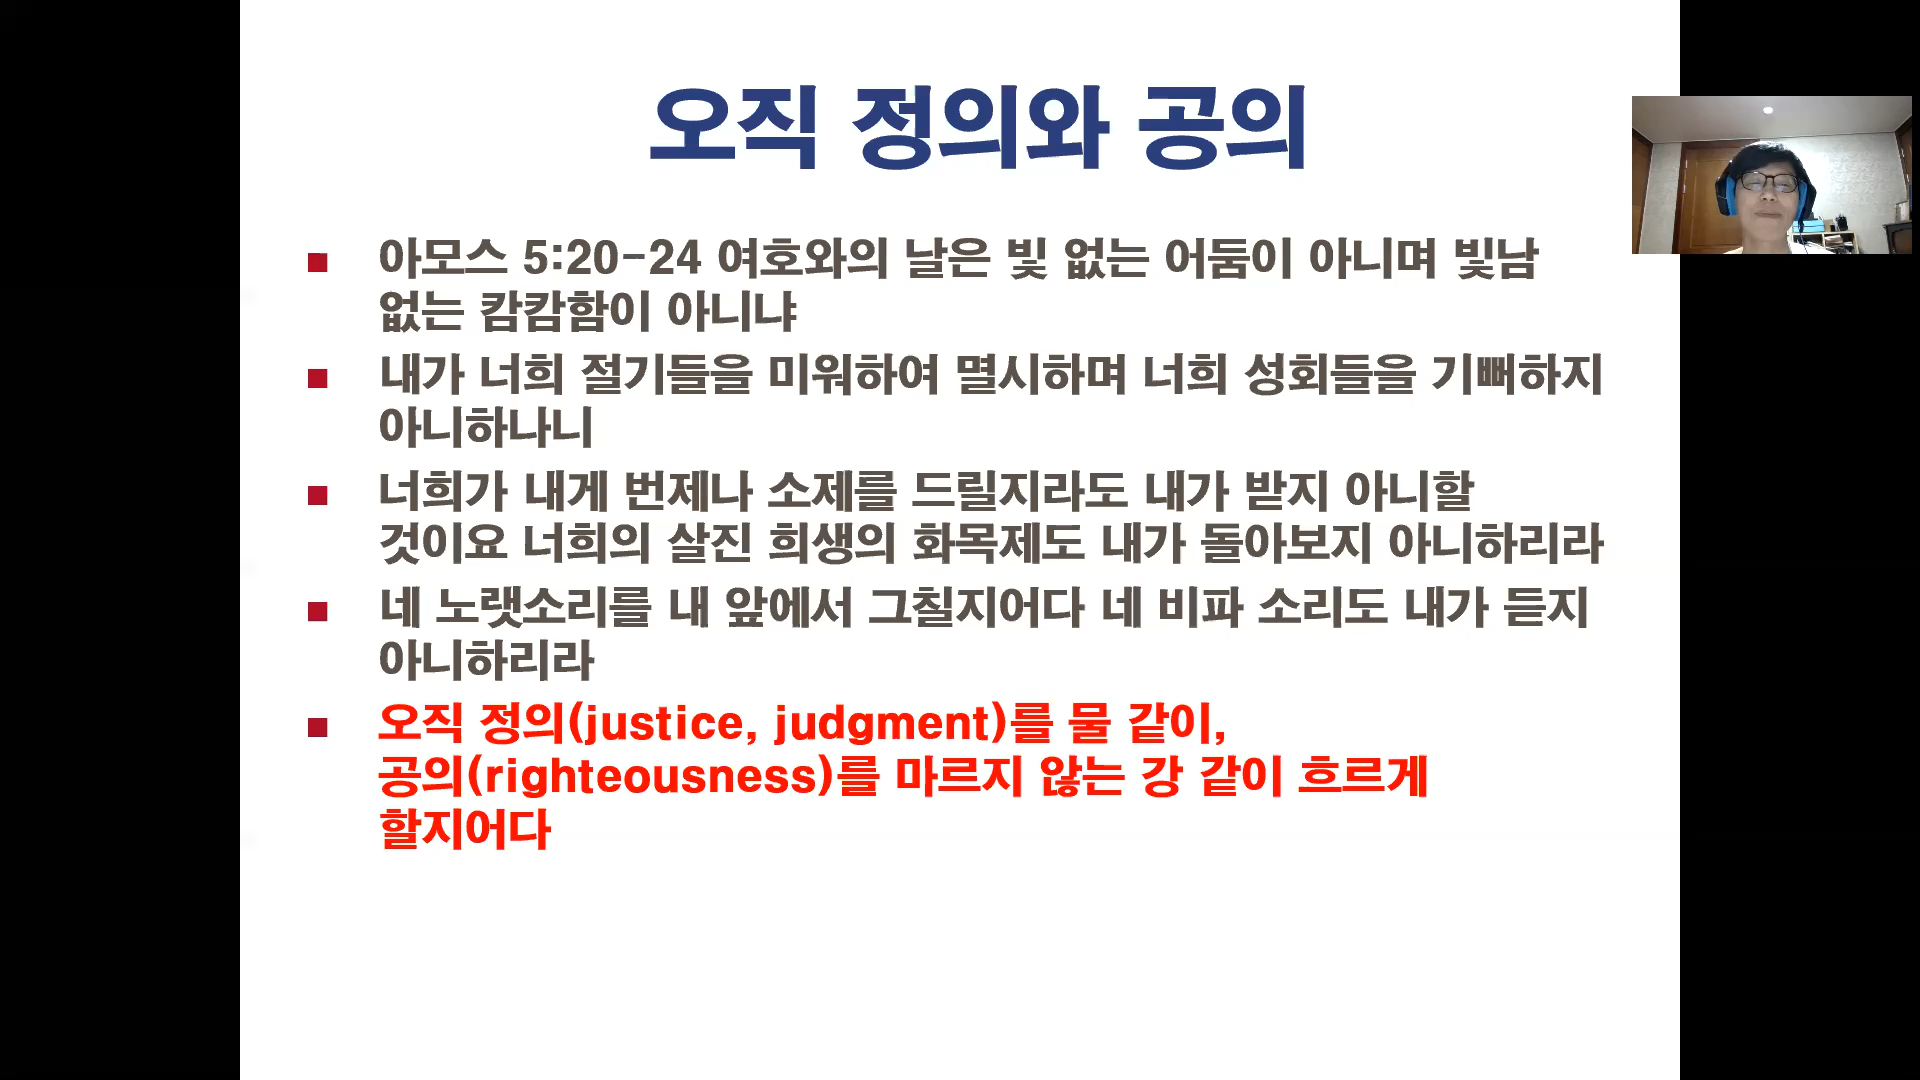 오직 정의와 공의
■ 아모스 5:20-24 여호와의 날은 빛 없는 어둠이 아니며 빛남
없는 캄캄함이 아니냐
■ 내가 너희 절기들을 미워하여 멸시하며 너희 성회들을 기뻐하지
아니하나니
■ 너희가 내게 번제나 소제를 드릴지라도 내가 받지 아니할
것이요 너희의 살진 희생의 화목제도 내가 돌아보지 아니하리라
■ 네 노랫소리를 내 앞에서 그칠지어다 네 비파 소리도 내가 듣지
아니하리라
■ 오직 정의(justice, judgment)를 물 같이,
공의(righteousness)를 마르지 않는 강 같이 흐르게
할지어다